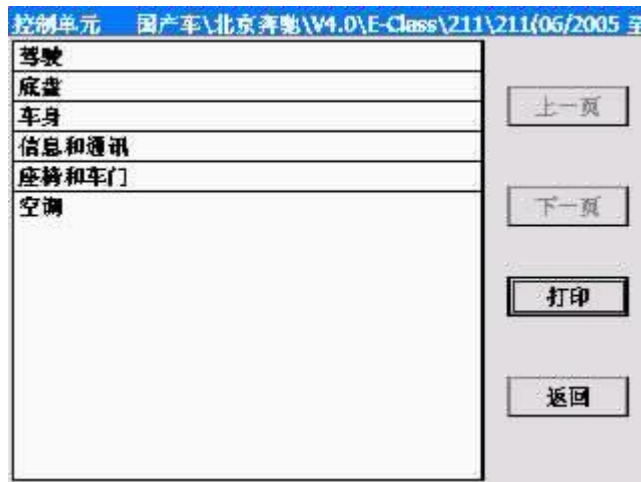 控制单元 国产车\北京奔驰\V4.0\E-Class\211\211(06/2005 至
驾驶
底盘
车身
信息和通讯
座椅和车门
空调
上一页
下一页
打印
返回